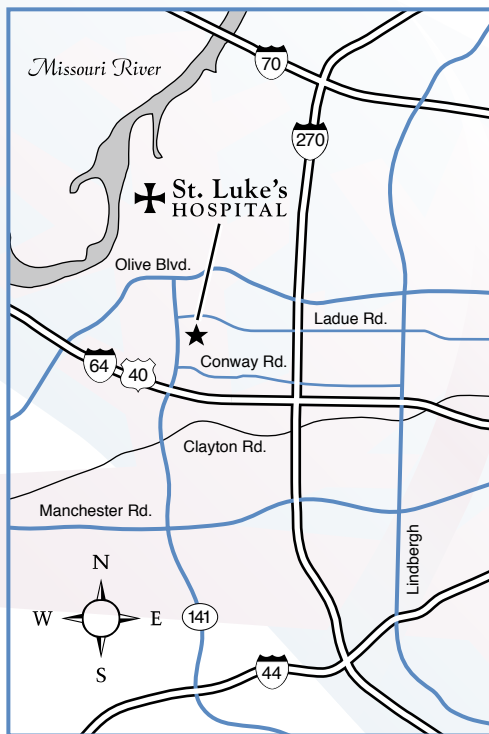 Missouri River
70
270
St. Luke's
HOSPITAL
Olive Blvd.
Ladue Rd.
Conway Rd.
64
40
Clayton Rd.
Manchester Rd.
Lindbergh
N
W
E
S
141
44